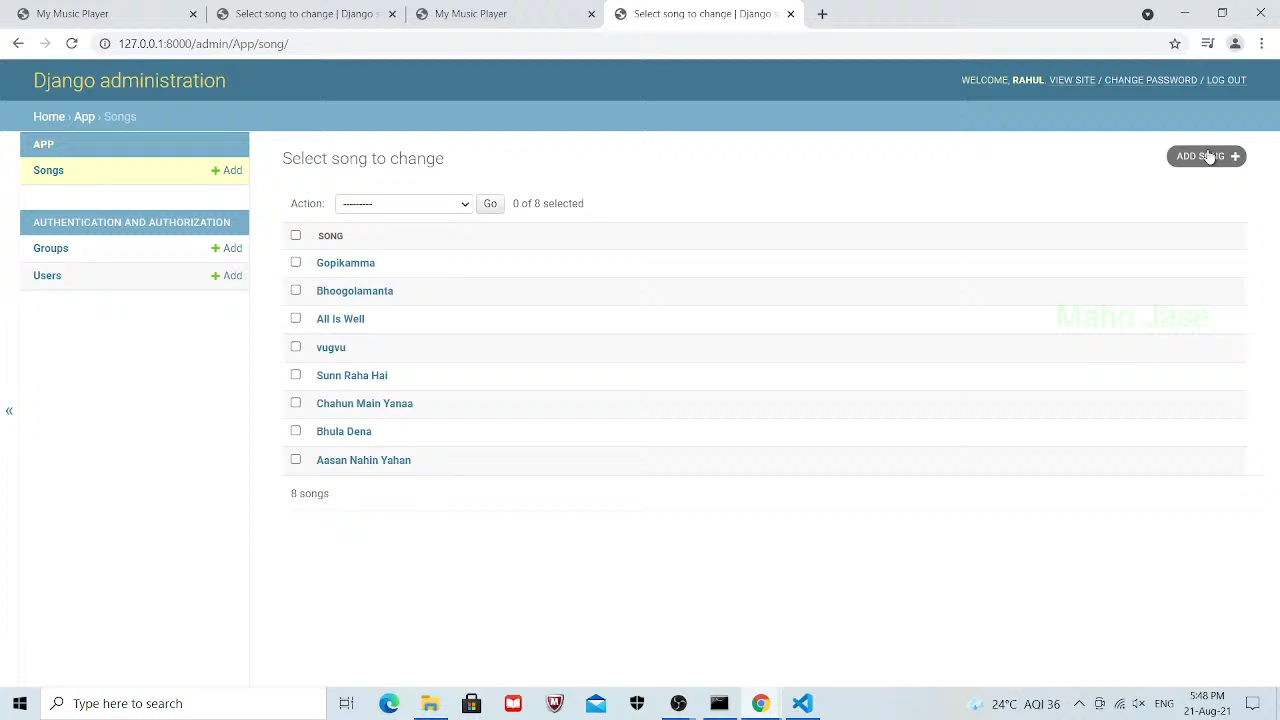 My Music Player
Select song to change | Django s
My Music Player
Select song to change | Django s
127.0.0.1:8000/admin/App/song/
Django administration
WELCOME, RAHUL. VIEW SITE / CHANGE PASSWORD / LOG OUT
Home › App › Songs
APP
Songs
+ Add
AUTHENTICATION AND AUTHORIZATION
Groups
+ Add
Users
+ Add
«
Select song to change
ADD SONG +
Action: --------- Go 0 of 8 selected
SONG
Gopikamma
Bhoogolamanta
All Is Well
vugvu
Sunn Raha Hai
Chahun Main Yanaa
Bhula Dena
Aasan Nahin Yahan
8 songs
Type here to search
24°C AQI 36
ENG
5:48 PM
21-Aug-21